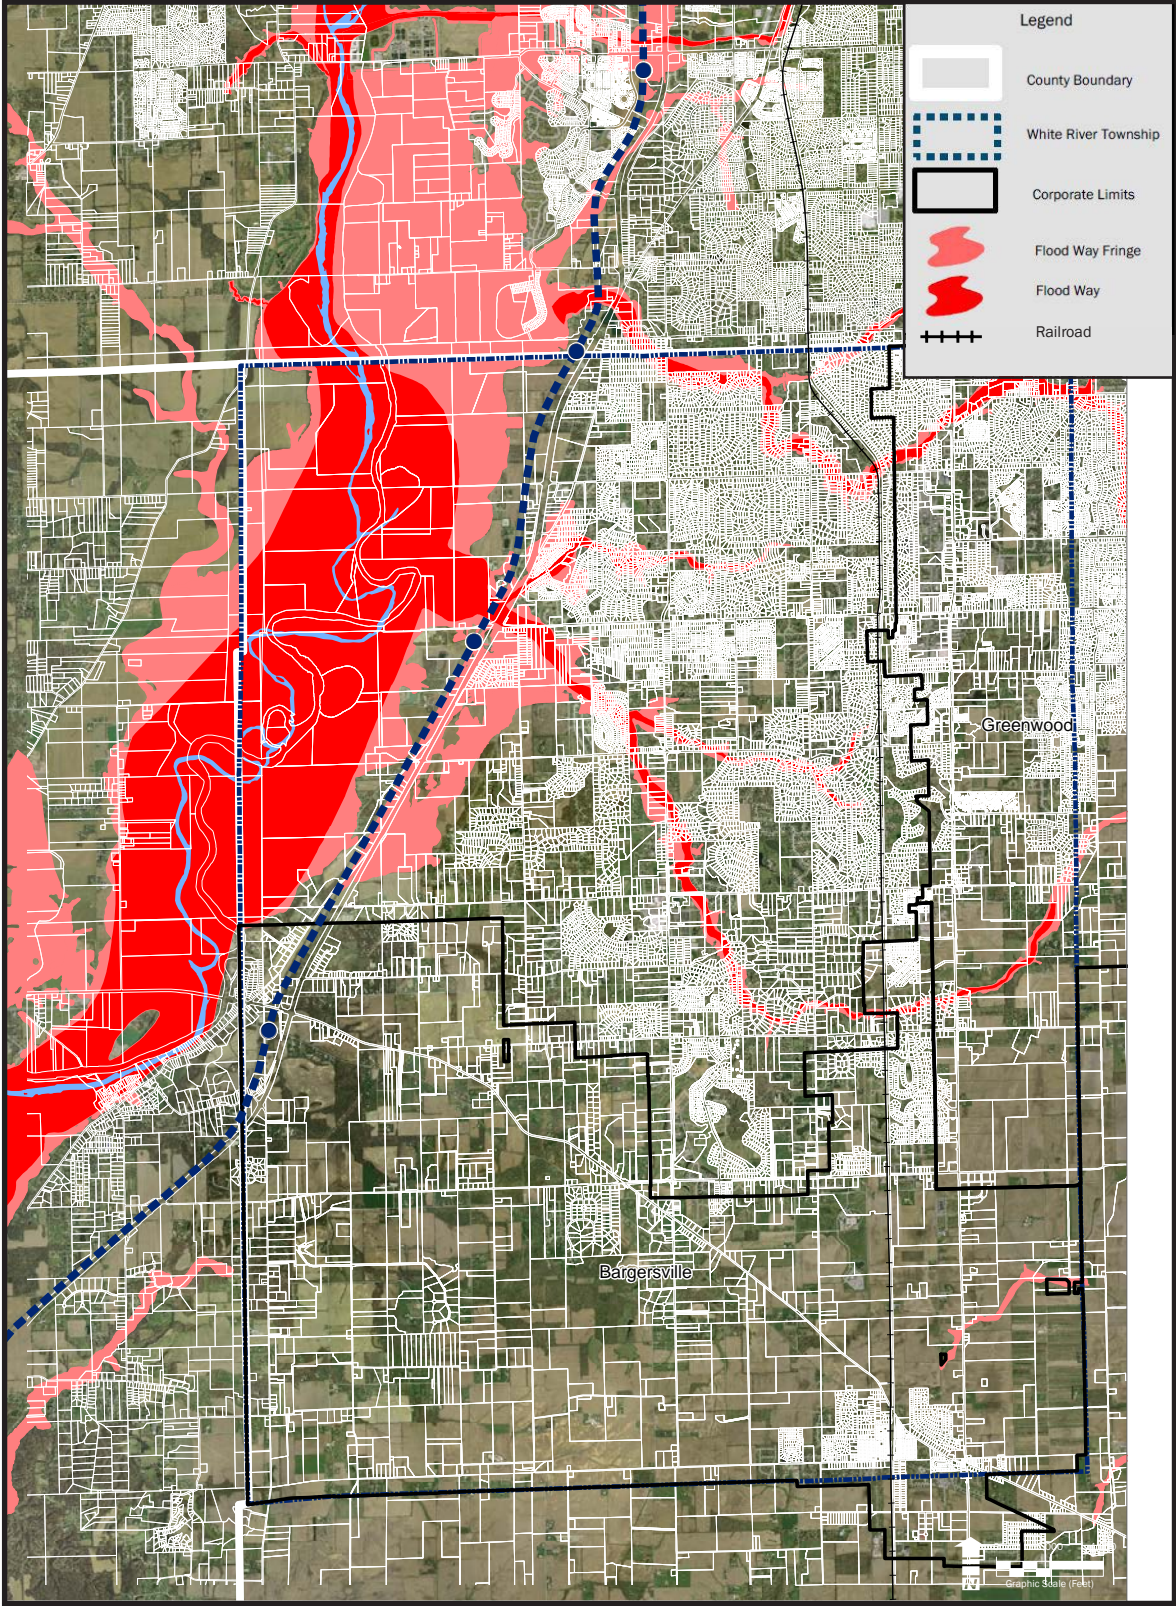 Legend
County Boundary
White River Township
Corporate Limits
Flood Way Fringe
Flood Way
Railroad
Greenwood
Bargersville
Graphic Scale (Feet)